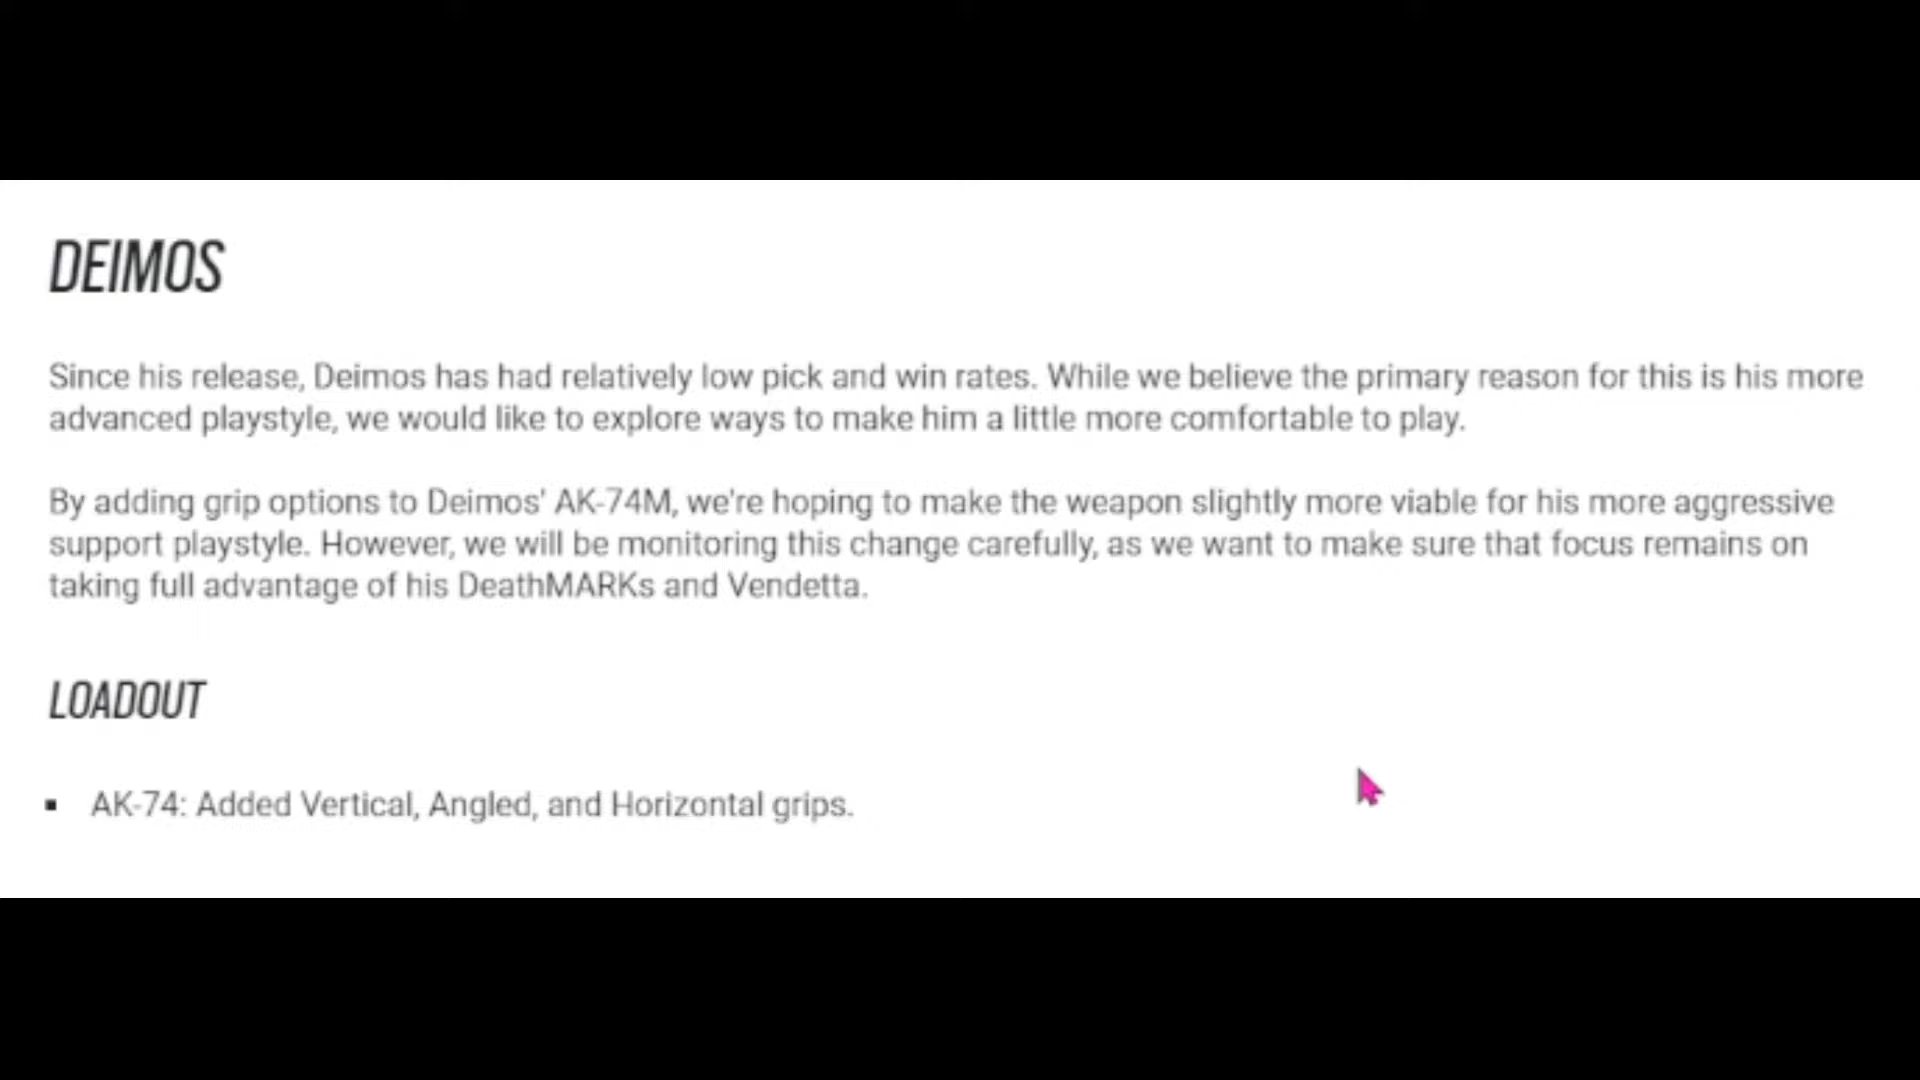 DEIMOS
Since his release, Deimos has had relatively low pick and win rates. While we believe the primary reason for this is his more
advanced playstyle, we would like to explore ways to make him a little more comfortable to play.
By adding grip options to Deimos' AK-74M, we're hoping to make the weapon slightly more viable for his more aggressive
support playstyle. However, we will be monitoring this change carefully, as we want to make sure that focus remains on
taking full advantage of his DeathMARKs and Vendetta.
LOADOUT
▪ AK-74: Added Vertical, Angled, and Horizontal grips.